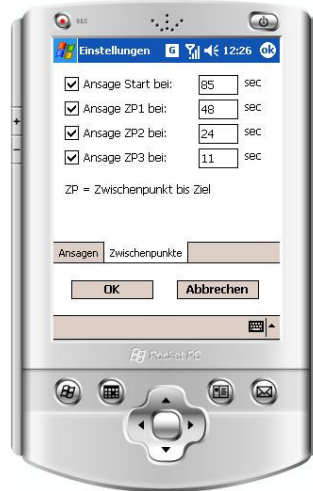 REC
Einstellungen G 12:26 ok
Ansage Start bei: 85 sec
Ansage ZP1 bei: 48 sec
Ansage ZP2 bei: 24 sec
Ansage ZP3 bei: 11 sec
ZP = Zwischenpunkt bis Ziel
Ansagen Zwischenpunkte
OK Abbrechen
Pocket PC